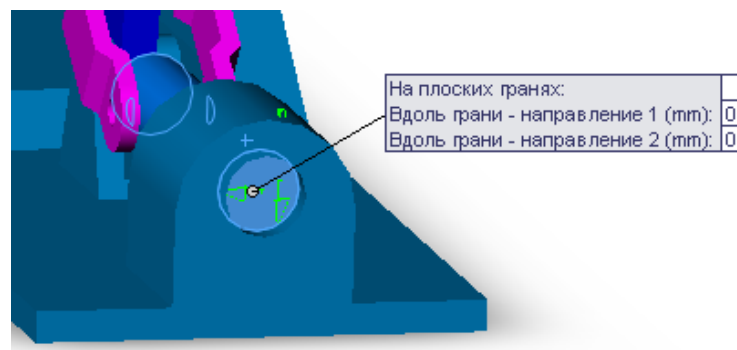 На плоских гранях:
Вдоль грани - направление 1 (mm): 0
Вдоль грани - направление 2 (mm): 0